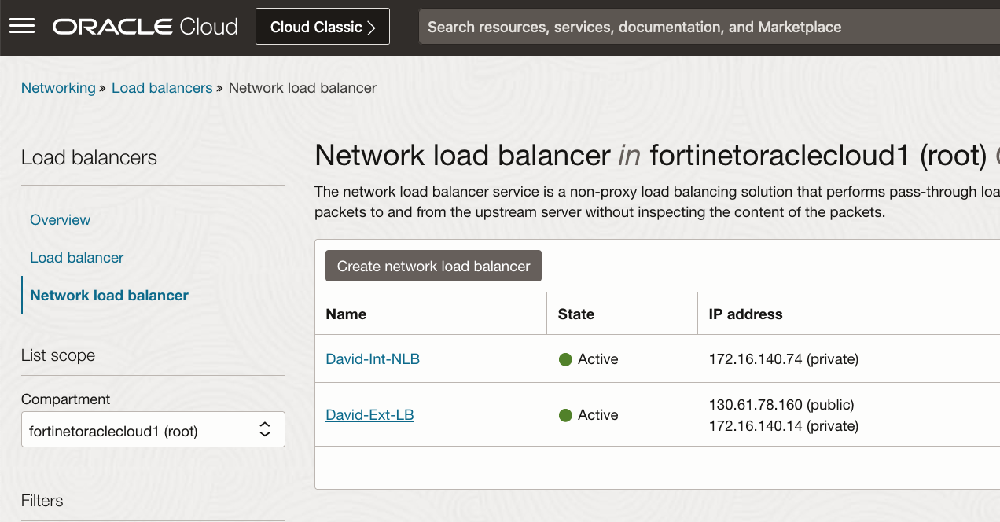 ORACLE Cloud
Cloud Classic
Search resources, services, documentation, and Marketplace
Networking » Load balancers » Network load balancer
Load balancers
Overview
Load balancer
Network load balancer
List scope
Compartment
fortinetoraclecloud1 (root)
Filters
Network load balancer in fortinetoraclecloud1 (root)
The network load balancer service is a non-proxy load balancing solution that performs pass-through loa
packets to and from the upstream server without inspecting the content of the packets.
Create network load balancer
Name State IP address
David-Int-NLB Active 172.16.140.74 (private)
David-Ext-LB Active 130.61.78.160 (public)
172.16.140.14 (private)